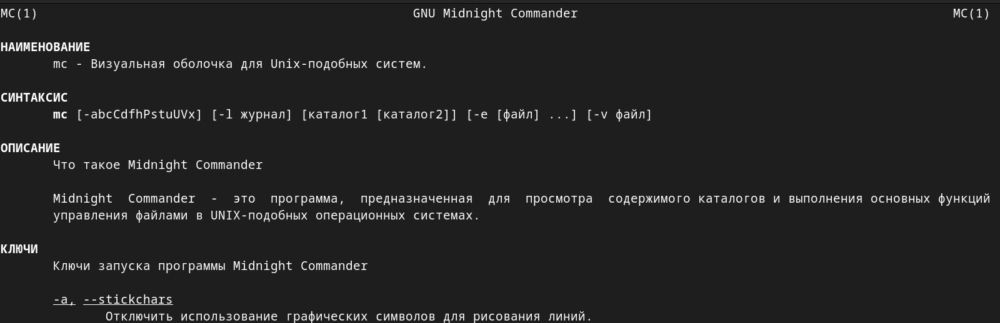 MC(1) GNU Midnight Commander MC(1)
НАИМЕНОВАНИЕ
mc - Визуальная оболочка для Unix-подобных систем.
СИНТАКСИС
mc [-abcCdfhPstuUVx] [-l журнал] [каталог1 [каталог2]] [-e [файл] ...] [-v файл]
ОПИСАНИЕ
Что такое Midnight Commander
Midnight Commander - это программа, предназначенная для просмотра содержимого каталогов и выполнения основных функций
управления файлами в UNIX-подобных операционных системах.
КЛЮЧИ
Ключи запуска программы Midnight Commander
-a, --stickchars
Отключить использование графических символов для рисования линий.